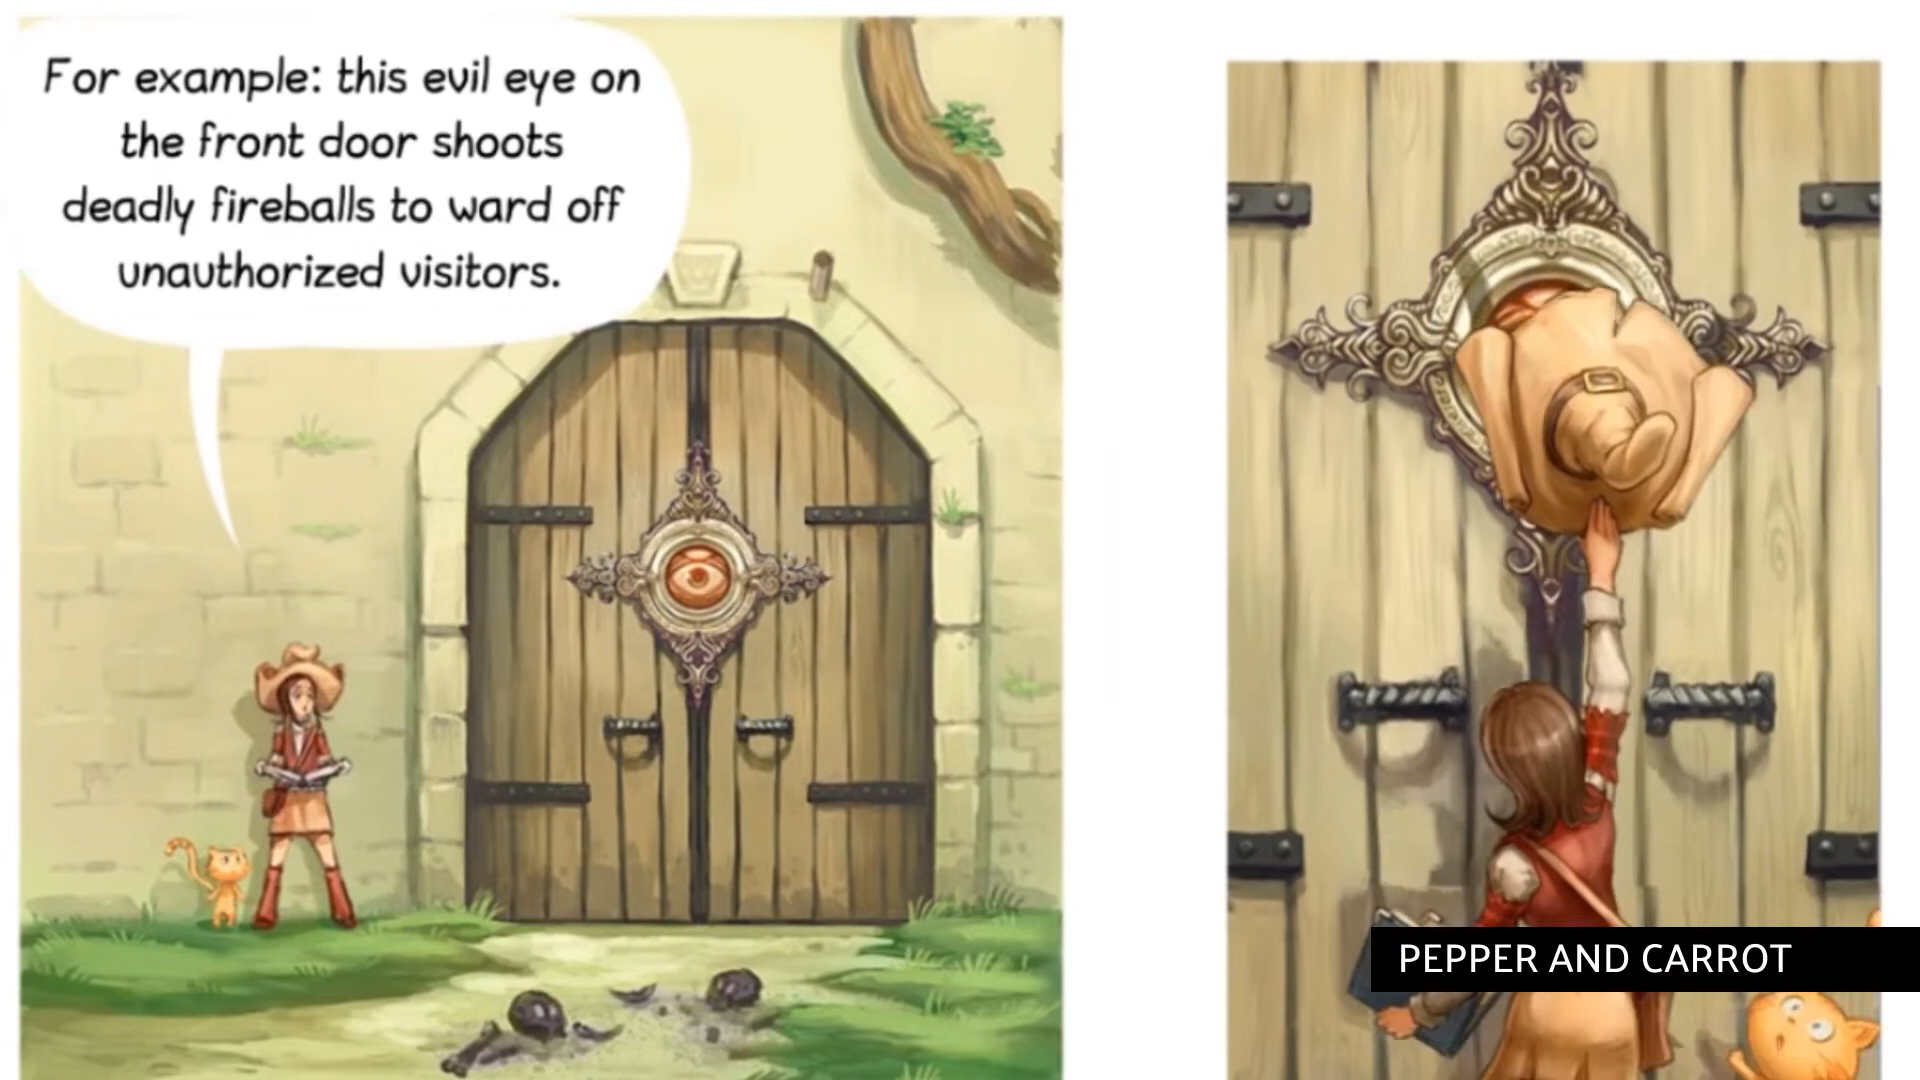 For example: this evil eye on
the front door shoots
deadly fireballs to ward off
unauthorized visitors.
PEPPER AND CARROT